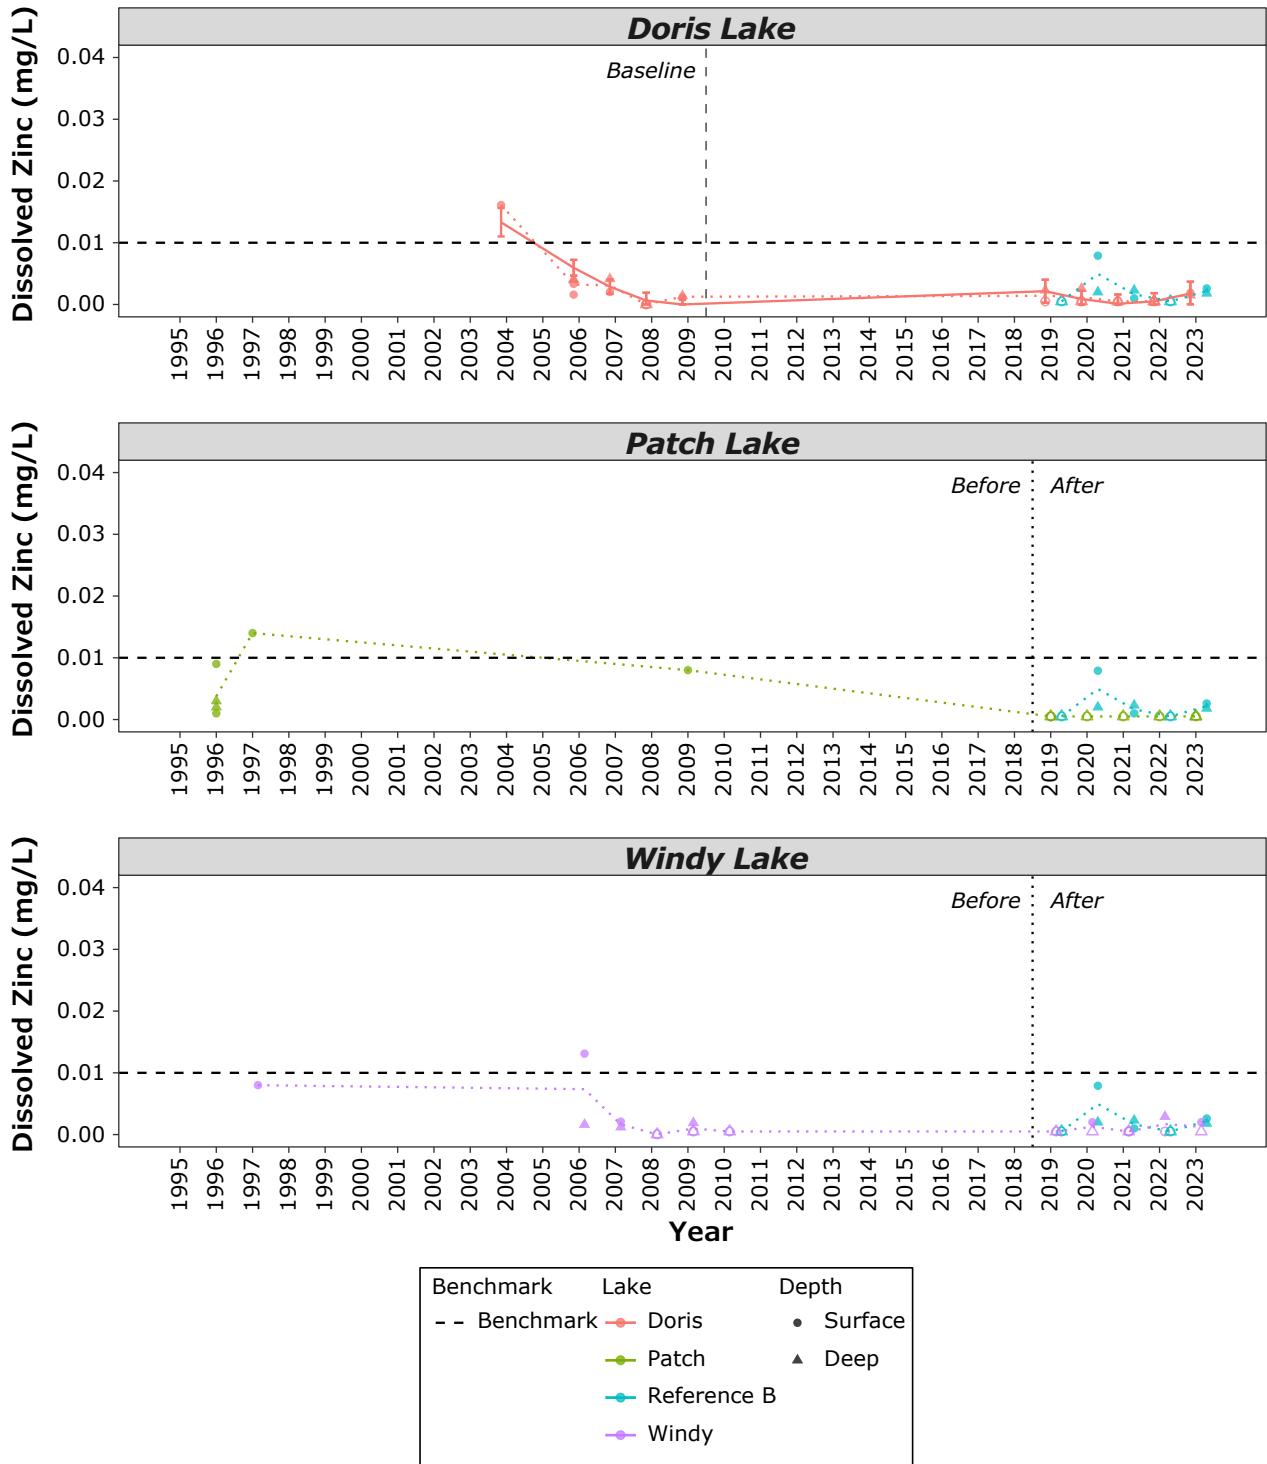 Doris Lake
Dissolved Zinc (mg/L)
0.04
0.03
0.02
0.01
0.00
Baseline
1995 1996 1997 1998 1999 2000 2001 2002 2003 2004 2005 2006 2007 2008 2009 2010 2011 2012 2013 2014 2015 2016 2017 2018 2019 2020 2021 2022 2023
Patch Lake
Dissolved Zinc (mg/L)
0.04
0.03
0.02
0.01
0.00
Before After
1995 1996 1997 1998 1999 2000 2001 2002 2003 2004 2005 2006 2007 2008 2009 2010 2011 2012 2013 2014 2015 2016 2017 2018 2019 2020 2021 2022 2023
Windy Lake
Dissolved Zinc (mg/L)
0.04
0.03
0.02
0.01
0.00
Before After
1995 1996 1997 1998 1999 2000 2001 2002 2003 2004 2005 2006 2007 2008 2009 2010 2011 2012 2013 2014 2015 2016 2017 2018 2019 2020 2021 2022 2023
Year
Benchmark Lake Depth
Benchmark Doris Surface
Patch Deep
Reference B
Windy